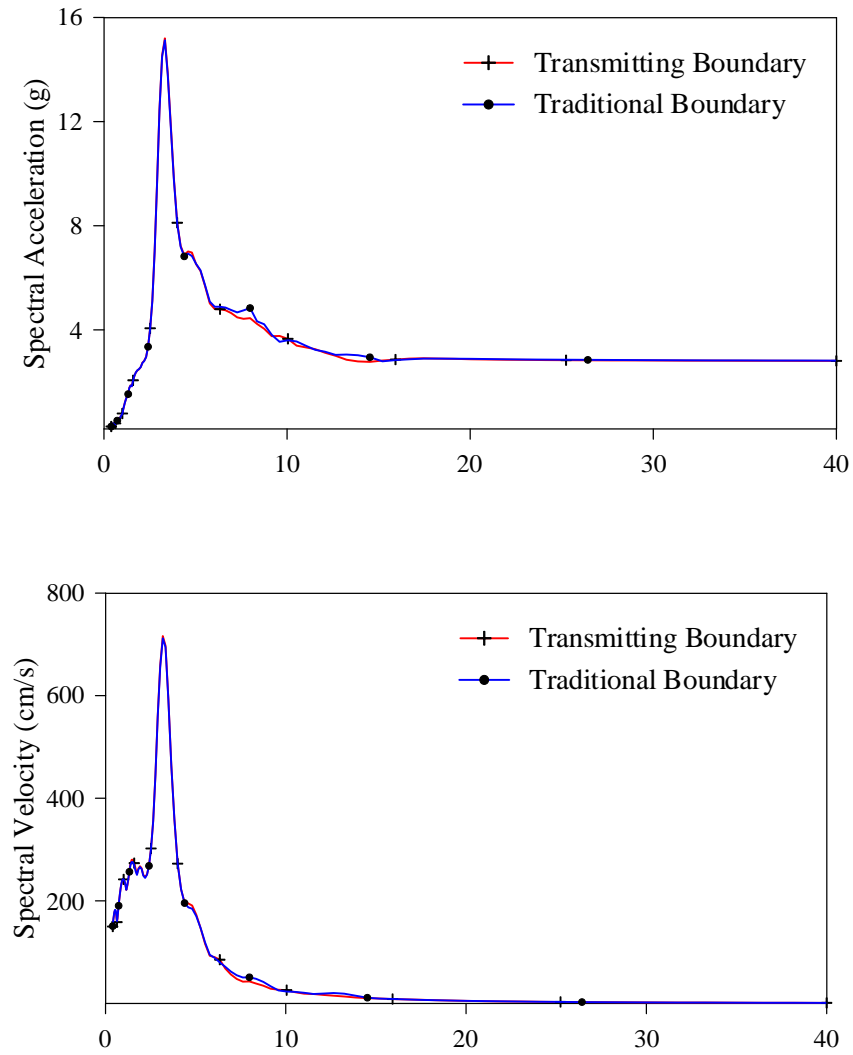 16
12
8
4
Spectral Acceleration (g)
Transmitting Boundary
Traditional Boundary
0 10 20 30 40
800
600
400
200
Spectral Velocity (cm/s)
Transmitting Boundary
Traditional Boundary
0 10 20 30 40